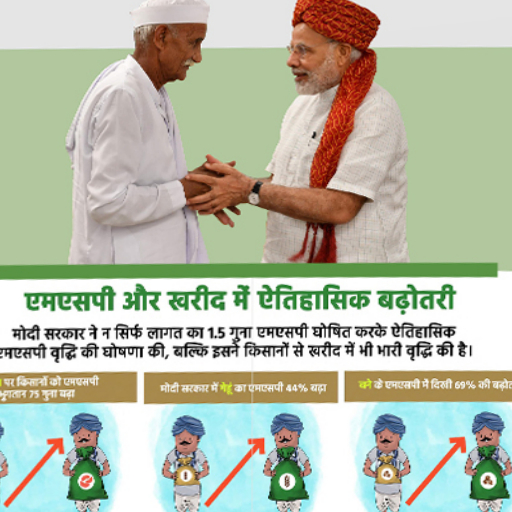 एमएसपी और खरीद में ऐतिहासिक बढ़ोतरी
मोदी सरकार ने न सिर्फ लागत का 1.5 गुना एमएसपी घोषित करके ऐतिहासिक
एमएसपी वृद्धि की घोषणा की, बल्कि इसने किसानों से खरीद में भी भारी वृद्धि की है।
पर किसानों को एमएसपी
भुगतान 75 गुना बढ़ा
मोदी सरकार में गेहूं का एमएसपी 44% बढ़ा
चने के एमएसपी में दिखी 69% की